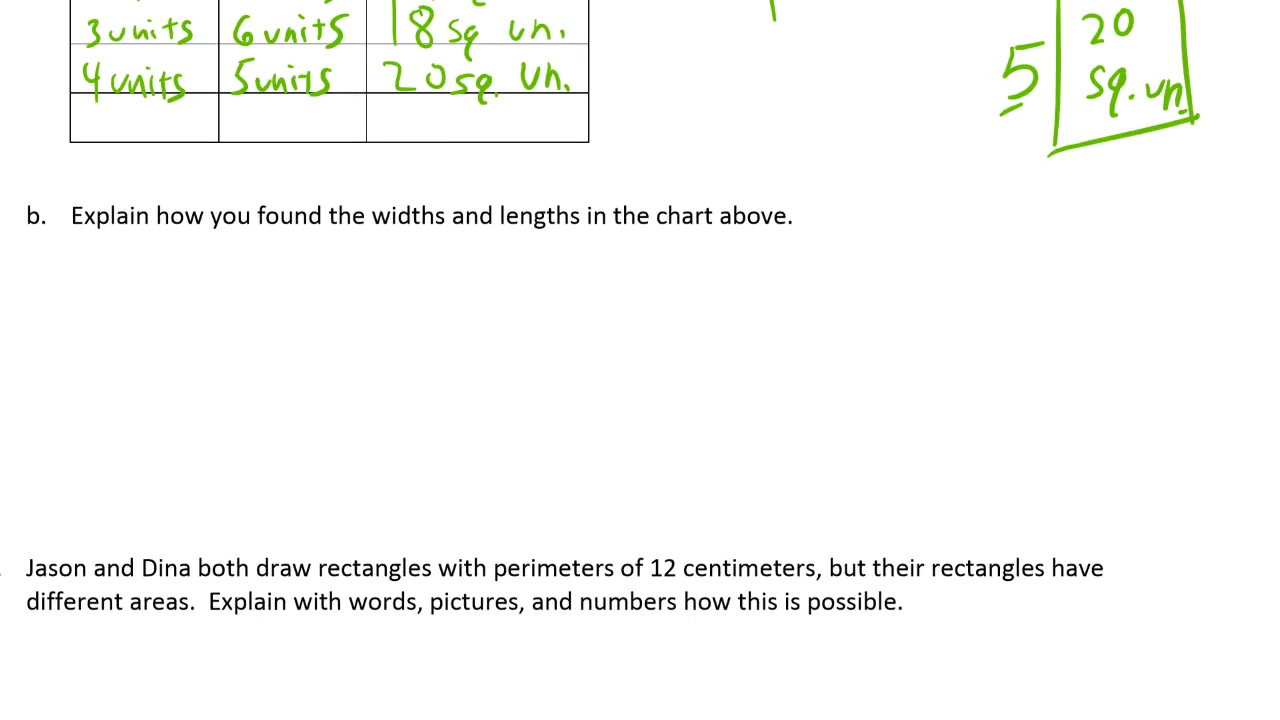 3 units 6 units 18 sq un.
4 units 5 units 20 sq. un.
20
5 sq. un.
b. Explain how you found the widths and lengths in the chart above.
Jason and Dina both draw rectangles with perimeters of 12 centimeters, but their rectangles have
different areas. Explain with words, pictures, and numbers how this is possible.